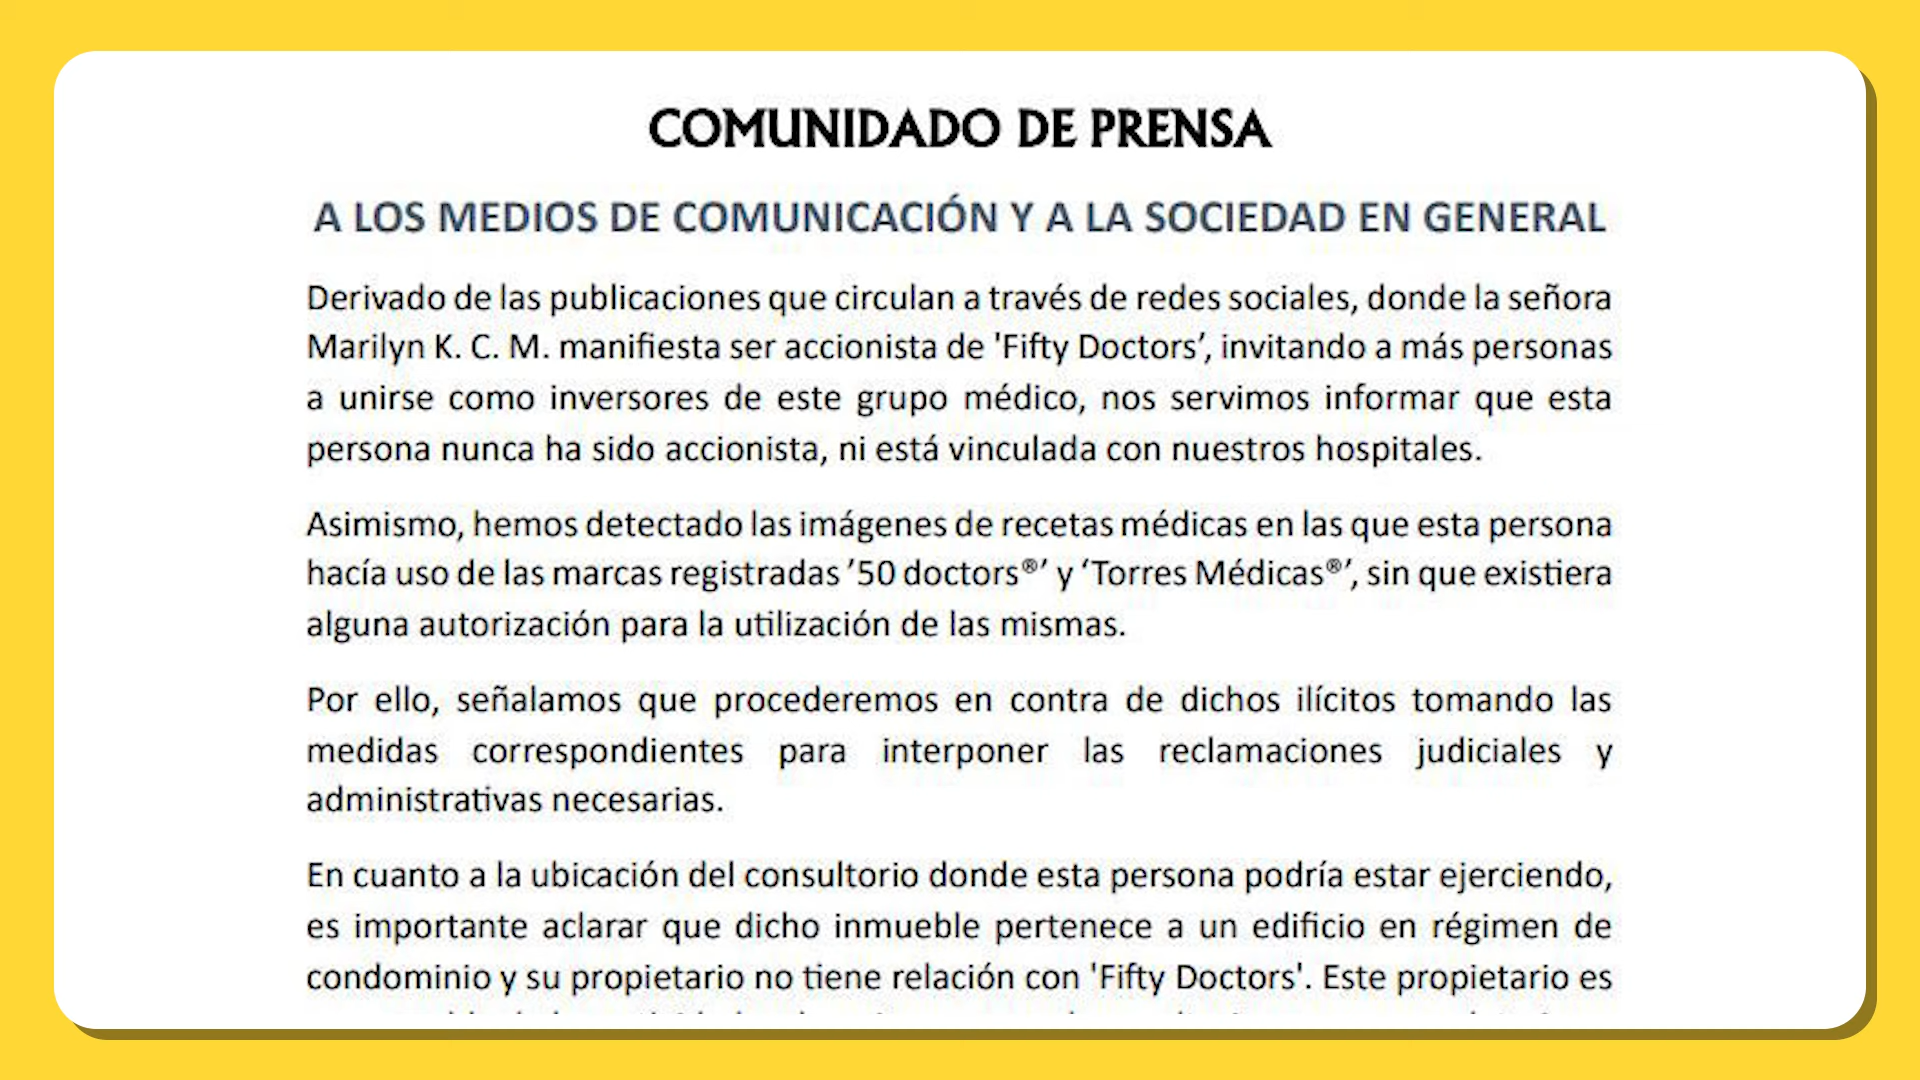 COMUNIDADO DE PRENSA
A LOS MEDIOS DE COMUNICACIÓN Y A LA SOCIEDAD EN GENERAL
Derivado de las publicaciones que circulan a través de redes sociales, donde la señora
Marilyn K. C. M. manifiesta ser accionista de 'Fifty Doctors’, invitando a más personas
a unirse como inversores de este grupo médico, nos servimos informar que esta
persona nunca ha sido accionista, ni está vinculada con nuestros hospitales.
Asimismo, hemos detectado las imágenes de recetas médicas en las que esta persona
hacía uso de las marcas registradas ’50 doctors®’ y ‘Torres Médicas®’, sin que existiera
alguna autorización para la utilización de las mismas.
Por ello, señalamos que procederemos en contra de dichos ilícitos tomando las
medidas correspondientes para interponer las reclamaciones judiciales y
administrativas necesarias.
En cuanto a la ubicación del consultorio donde esta persona podría estar ejerciendo,
es importante aclarar que dicho inmueble pertenece a un edificio en régimen de
condominio y su propietario no tiene relación con 'Fifty Doctors'. Este propietario es